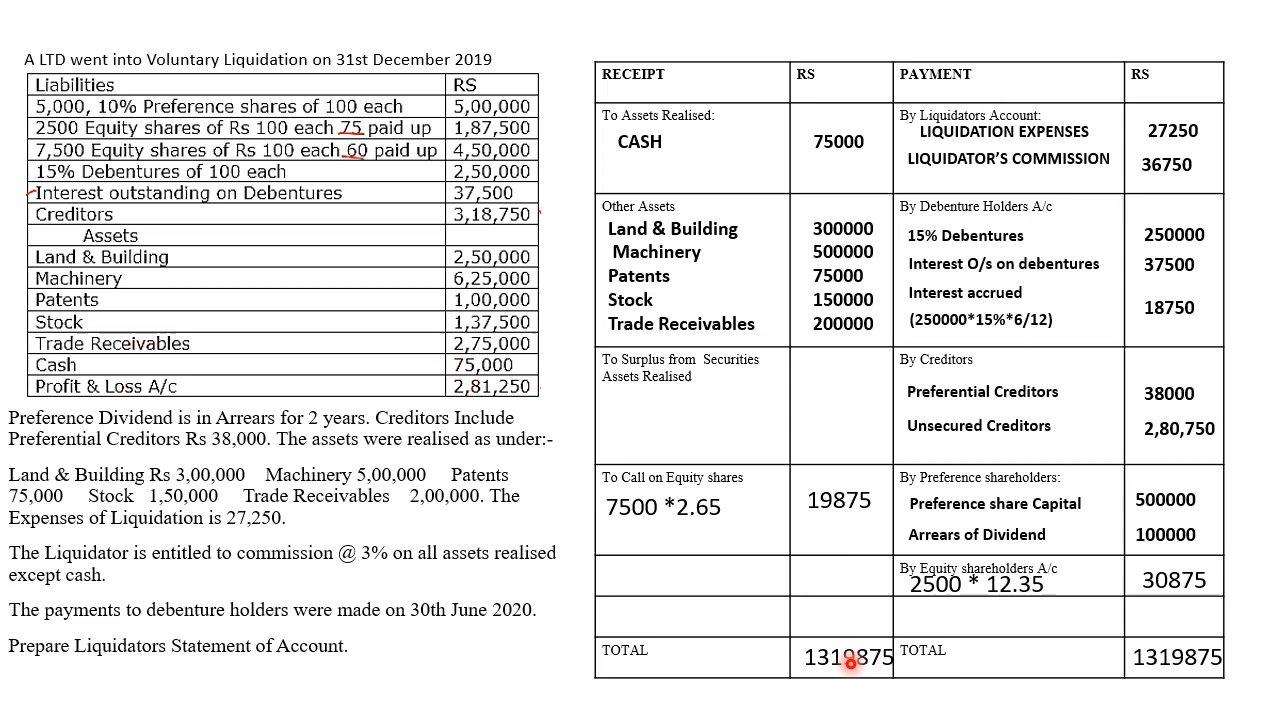 A LTD went into Voluntary Liquidation on 31st December 2019
Liabilities RS
5,000, 10% Preference shares of 100 each 5,00,000
2500 Equity shares of Rs 100 each 75 paid up 1,87,500
7,500 Equity shares of Rs 100 each 60 paid up 4,50,000
15% Debentures of 100 each 2,50,000
Interest outstanding on Debentures 37,500
Creditors 3,18,750
Assets
Land & Building 2,50,000
Machinery 6,25,000
Patents 1,00,000
Stock 1,37,500
Trade Receivables 2,75,000
Cash 75,000
Profit & Loss A/c 2,81,250
Preference Dividend is in Arrears for 2 years. Creditors Include
Preferential Creditors Rs 38,000. The assets were realised as under:-
Land & Building Rs 3,00,000 Machinery 5,00,000 Patents
75,000 Stock 1,50,000 Trade Receivables 2,00,000. The
Expenses of Liquidation is 27,250.
The Liquidator is entitled to commission @ 3% on all assets realised
except cash.
The payments to debenture holders were made on 30th June 2020.
Prepare Liquidators Statement of Account.
RECEIPT RS PAYMENT RS
To Assets Realised:
CASH 75000
By Liquidators Account:
LIQUIDATION EXPENSES 27250
LIQUIDATOR'S COMMISSION 36750
Other Assets
Land & Building 300000
Machinery 500000
Patents 75000
Stock 150000
Trade Receivables 200000
By Debenture Holders A/c
15% Debentures 250000
Interest O/s on debentures 37500
Interest accrued
(250000*15%*6/12) 18750
To Surplus from Securities
Assets Realised
By Creditors
Preferential Creditors 38000
Unsecured Creditors 2,80,750
To Call on Equity shares
7500 *2.65 19875
By Preference shareholders:
Preference share Capital 500000
Arrears of Dividend 100000
By Equity shareholders A/c
2500 * 12.35 30875
TOTAL 1319875 TOTAL 1319875